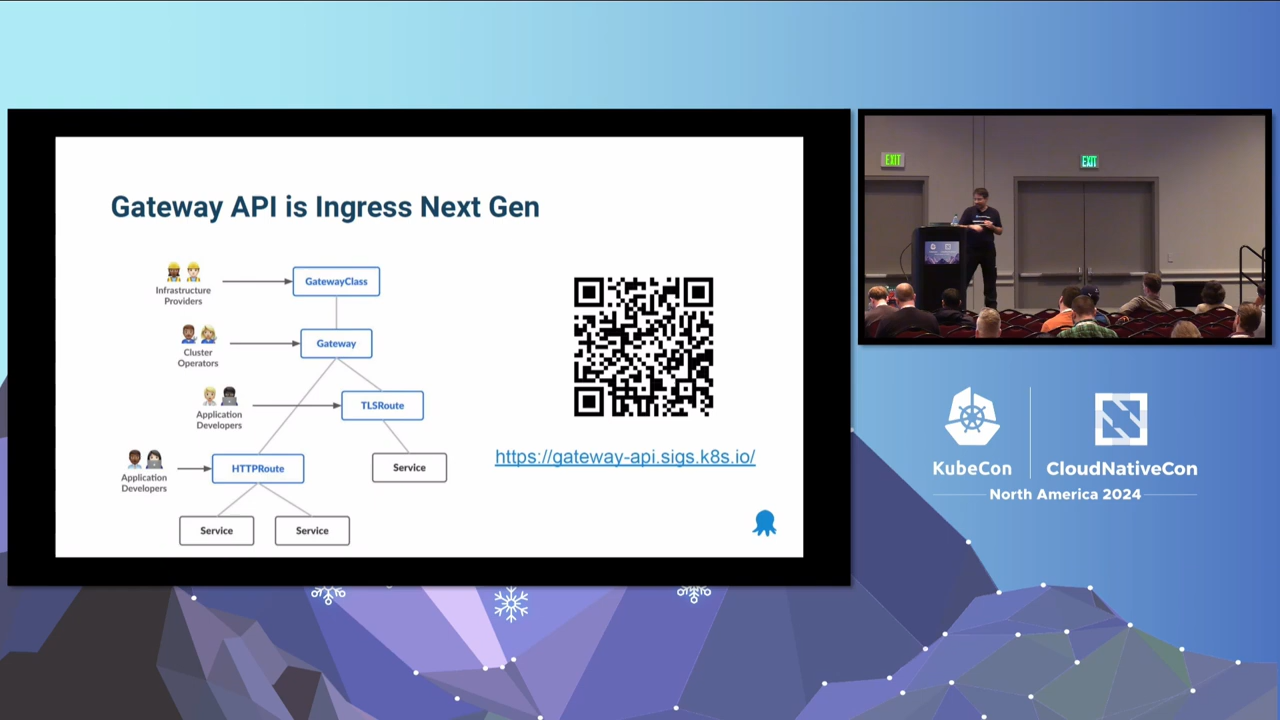 Gateway API is Ingress Next Gen
Infrastructure
Providers
GatewayClass
Cluster
Operators
Gateway
Application
Developers
TLSRoute
Application
Developers
HTTPRoute
Service
Service
Service
https://gateway-api.sigs.k8s.io/
EXIT
EXIT
KubeCon
CloudNativeCon
North America 2024